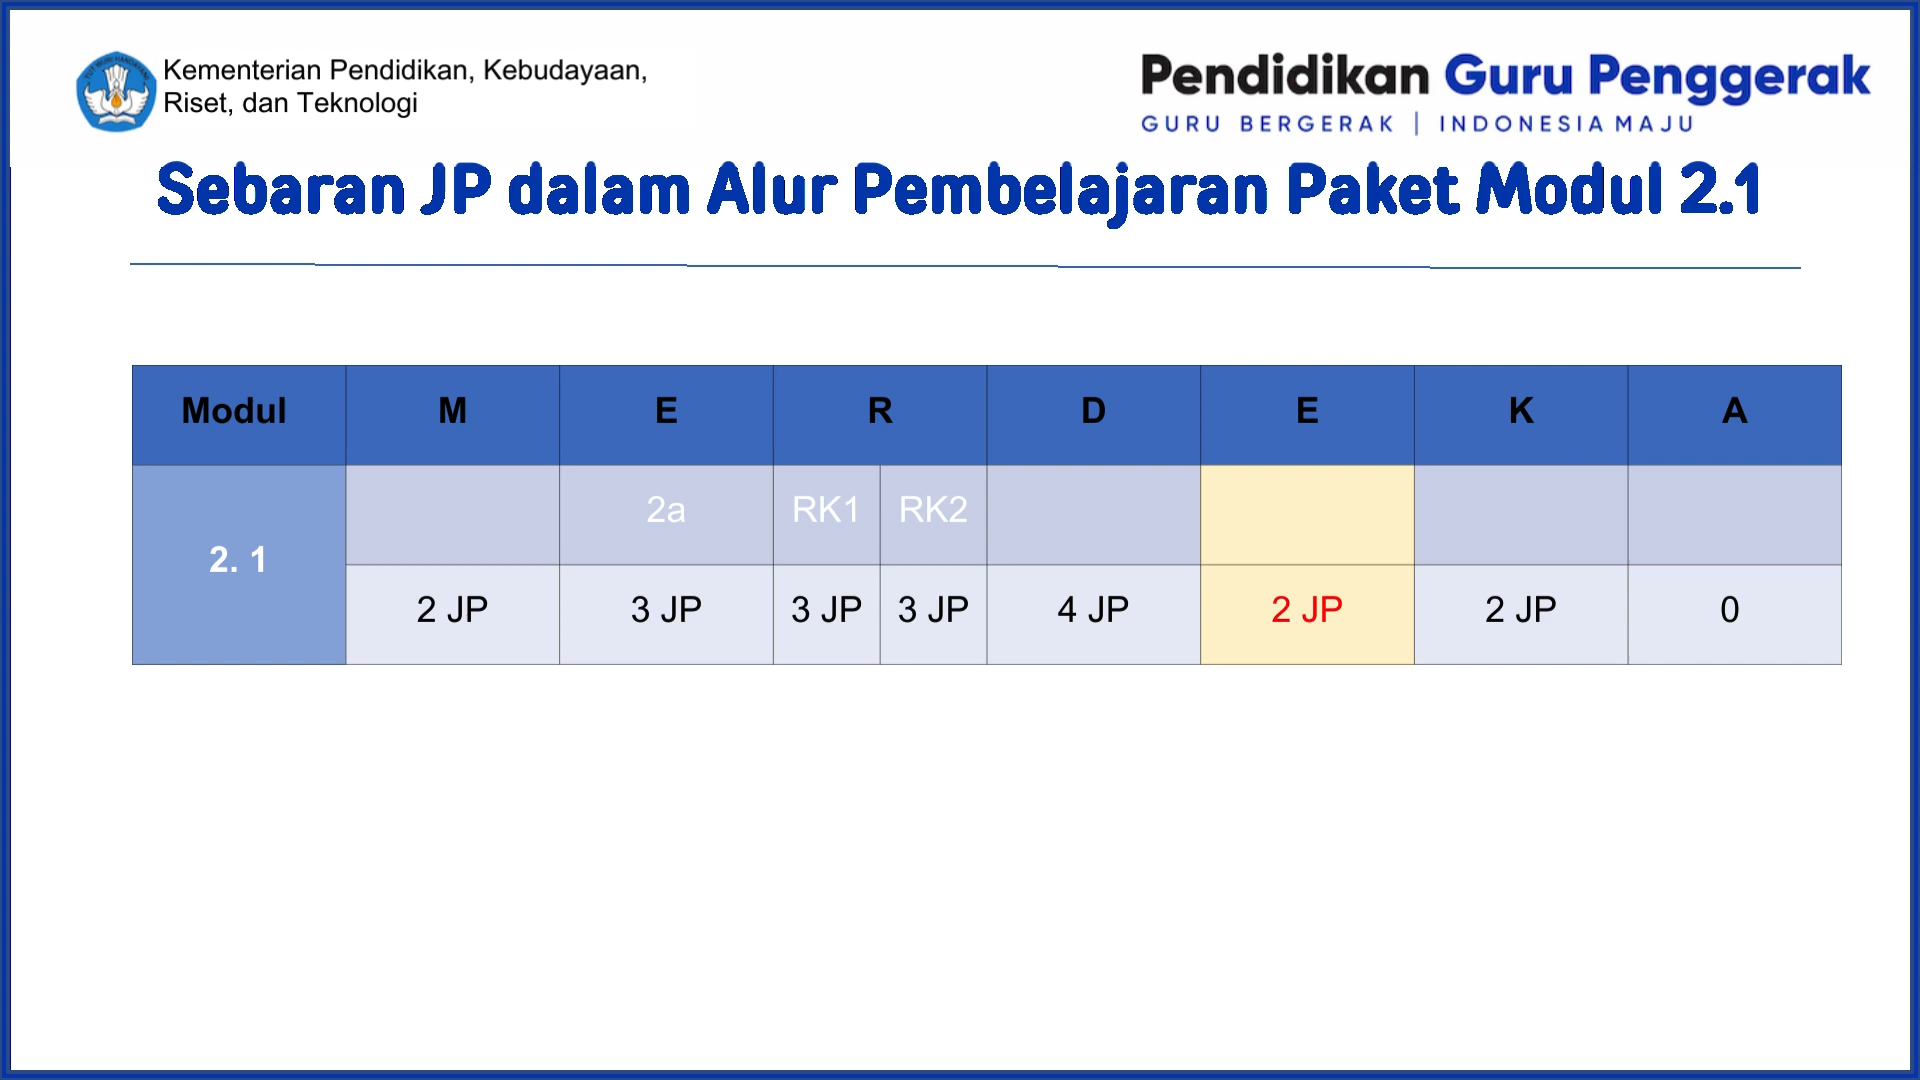 Kementerian Pendidikan, Kebudayaan,
Riset, dan Teknologi
Pendidikan Guru Penggerak
GURU BERGERAK | INDONESIA MAJU
Sebaran JP dalam Alur Pembelajaran Paket Modul 2.1
Modul M E R D E K A
2a RK1 RK2
2. 1
2 JP 3 JP 3 JP 3 JP 4 JP 2 JP 2 JP 0